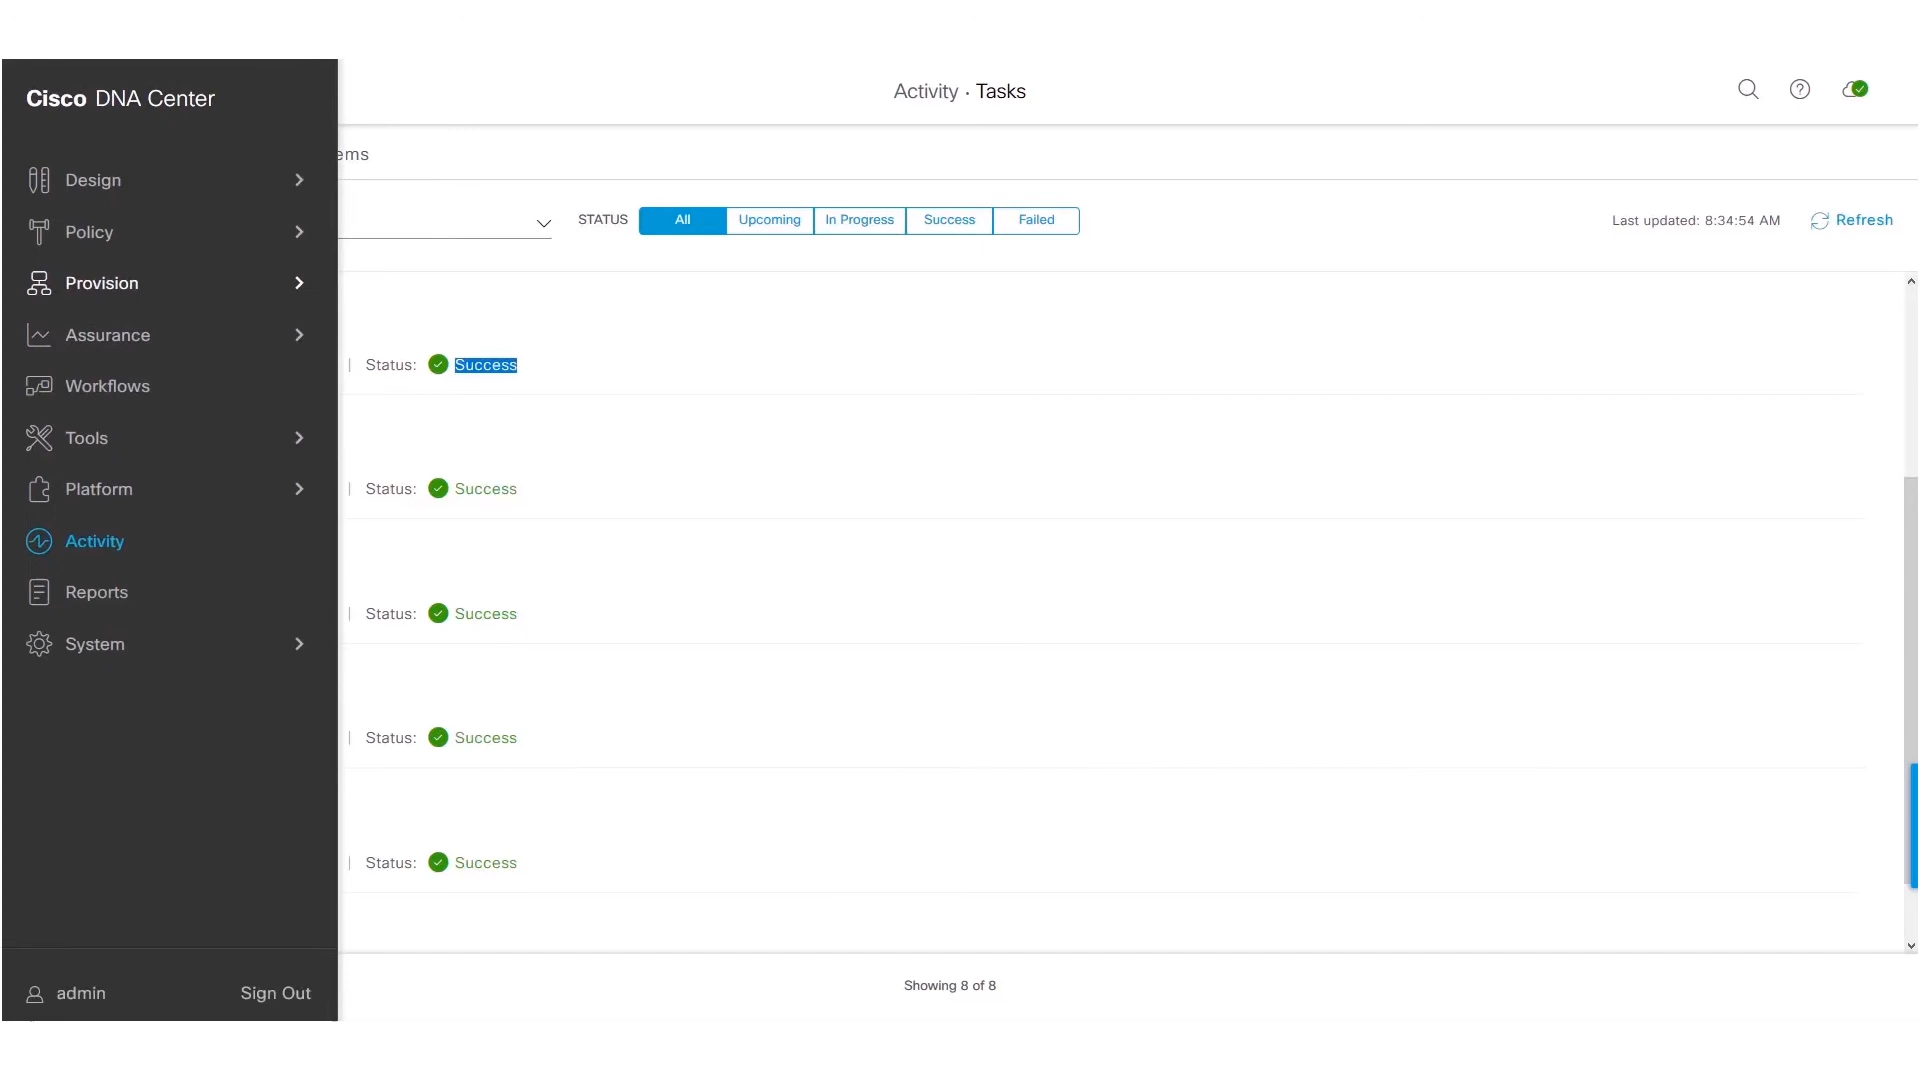 Cisco DNA Center
Activity · Tasks
ems
Design
Policy
Provision
Assurance
Workflows
Tools
Platform
Activity
Reports
System
STATUS
All
Upcoming
In Progress
Success
Failed
Last updated: 8:34:54 AM
Refresh
| Status: Success
| Status: Success
| Status: Success
| Status: Success
| Status: Success
Showing 8 of 8
admin
Sign Out